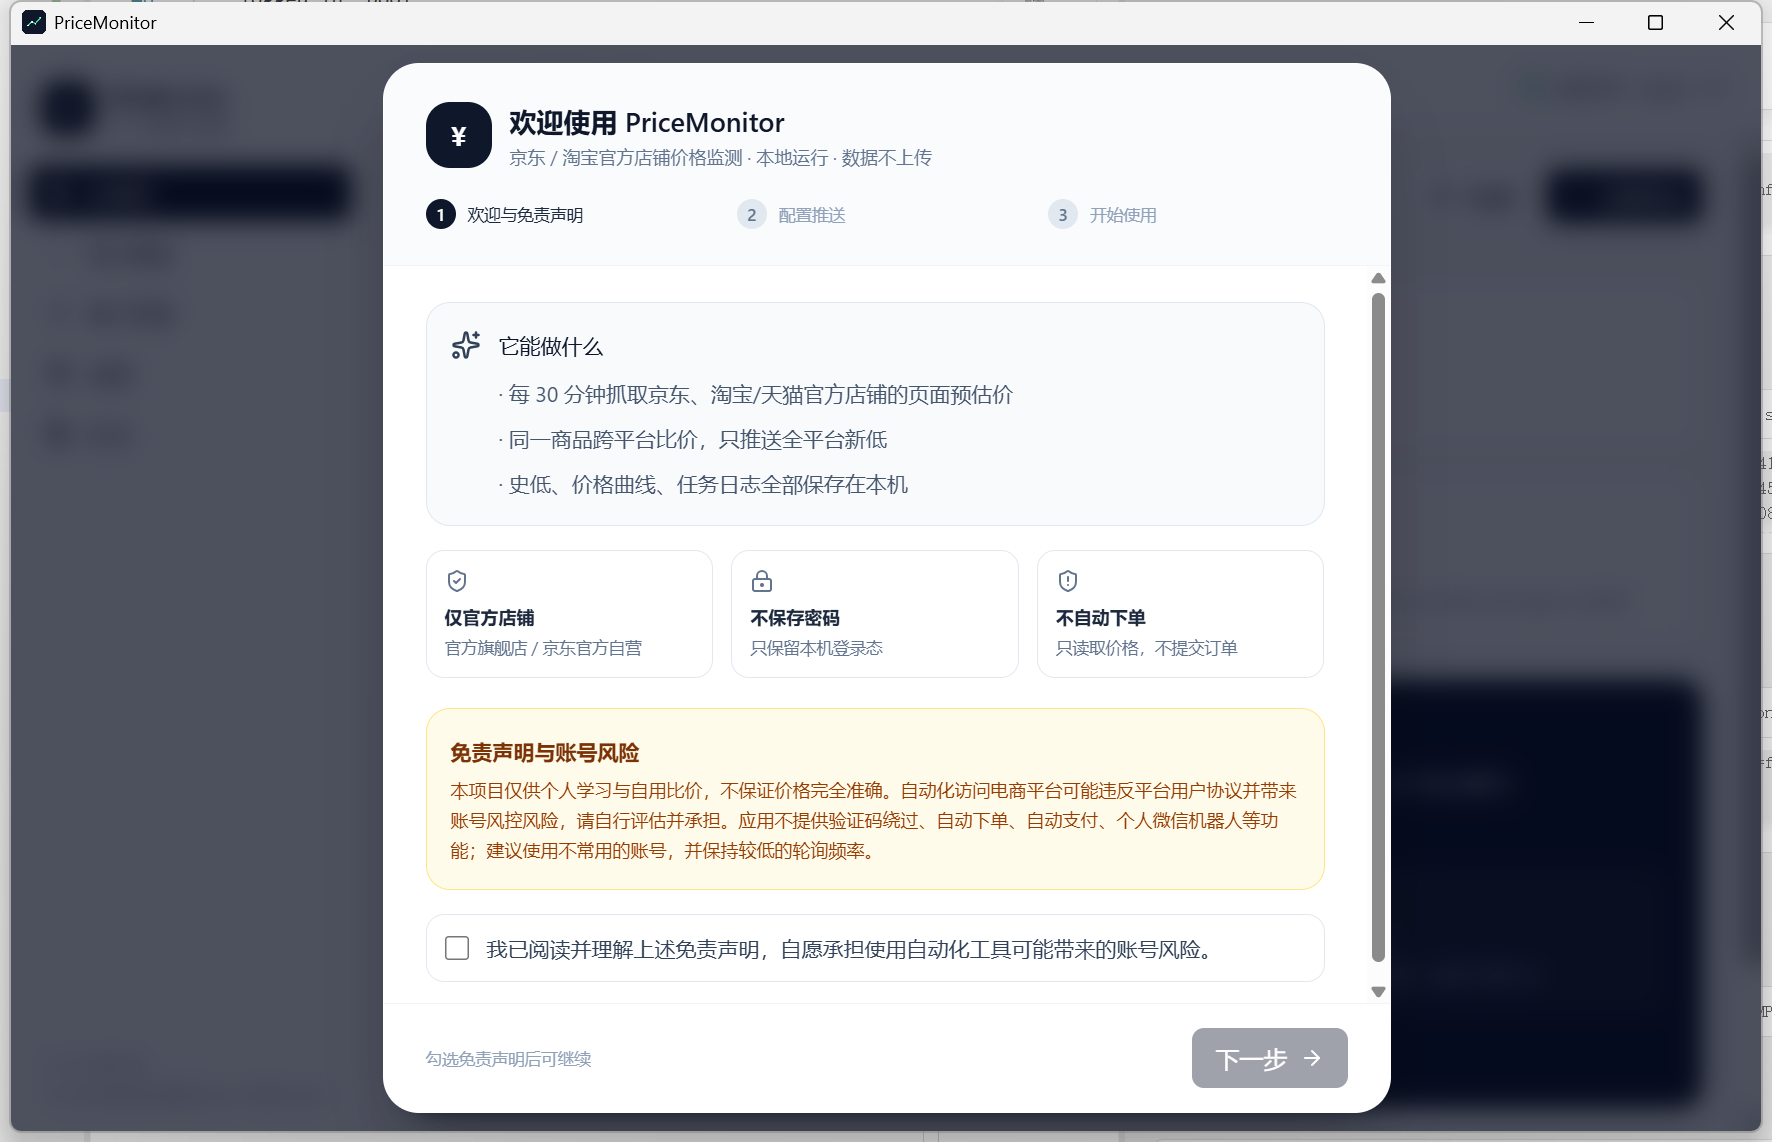 PriceMonitor
¥
欢迎使用 PriceMonitor
京东 / 淘宝官方店铺价格监测 · 本地运行 · 数据不上传
1 欢迎与免责声明
2 配置推送
3 开始使用
它能做什么
· 每 30 分钟抓取京东、淘宝/天猫官方店铺的页面预估价
· 同一商品跨平台比价，只推送全平台新低
· 史低、价格曲线、任务日志全部保存在本机
仅官方店铺
官方旗舰店 / 京东官方自营
不保存密码
只保留本机登录态
不自动下单
只读取价格，不提交订单
免责声明与账号风险
本项目仅供个人学习与自用比价，不保证价格完全准确。自动化访问电商平台可能违反平台用户协议并带来
账号风控风险，请自行评估并承担。应用不提供验证码绕过、自动下单、自动支付、个人微信机器人等功
能；建议使用不常用的账号，并保持较低的轮询频率。
我已阅读并理解上述免责声明，自愿承担使用自动化工具可能带来的账号风险。
勾选免责声明后可继续
下一步 →